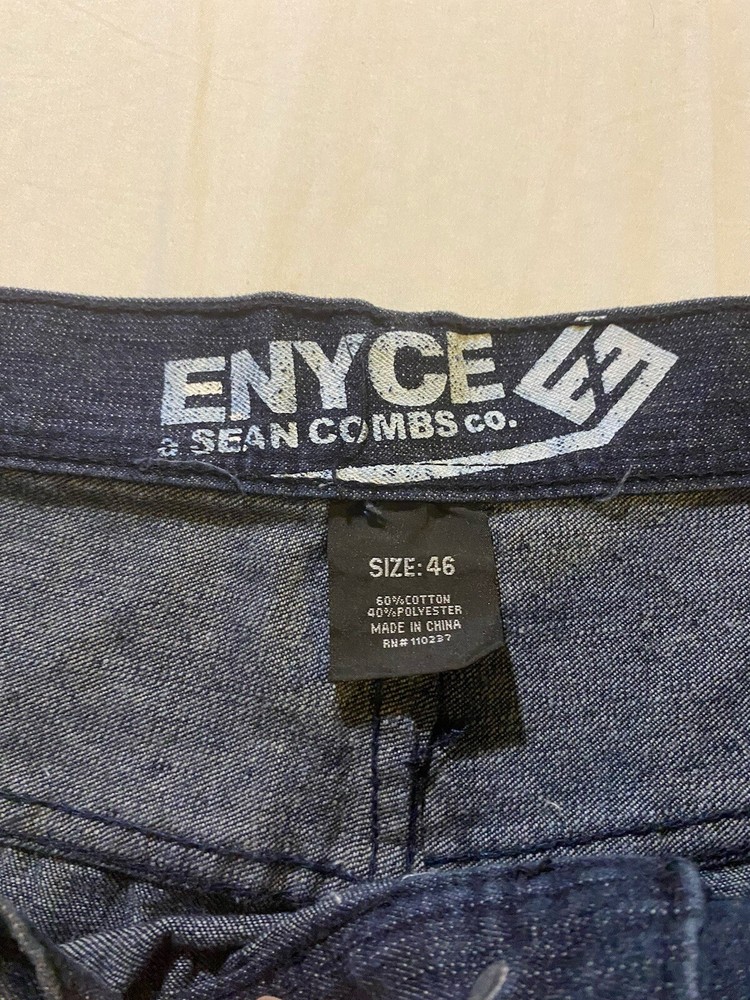 ENYCE
a SEAN COMBS CO.
SIZE: 46
60% COTTON
40% POLYESTER
MADE IN CHINA
RN# 110237